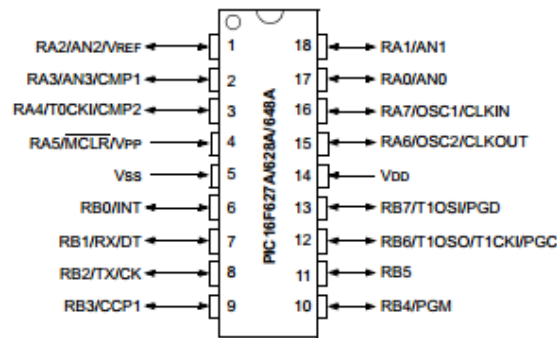 RA2/AN2/VREF 1 18 RA1/AN1
RA3/AN3/CMP1 2 17 RA0/AN0
RA4/T0CKI/CMP2 3 16 RA7/OSC1/CLKIN
RA5/MCLR/VPP 4 15 RA6/OSC2/CLKOUT
VSS 5 14 VDD
RB0/INT 6 13 RB7/T1OSI/PGD
RB1/RX/DT 7 12 RB6/T1OSO/T1CKI/PGC
RB2/TX/CK 8 11 RB5
RB3/CCP1 9 10 RB4/PGM
PIC16F627A/628A/648A